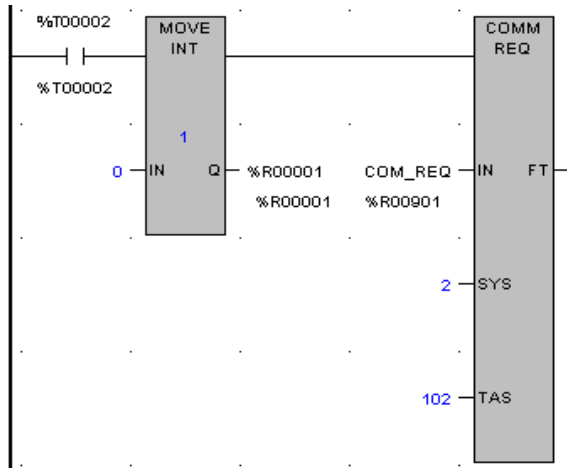 %T00002
MOVE
INT
COMM
REQ
%T00002
1
0 IN Q %R00001 COM_REQ IN FT
%R00001 %R00901
2 SYS
102 TAS